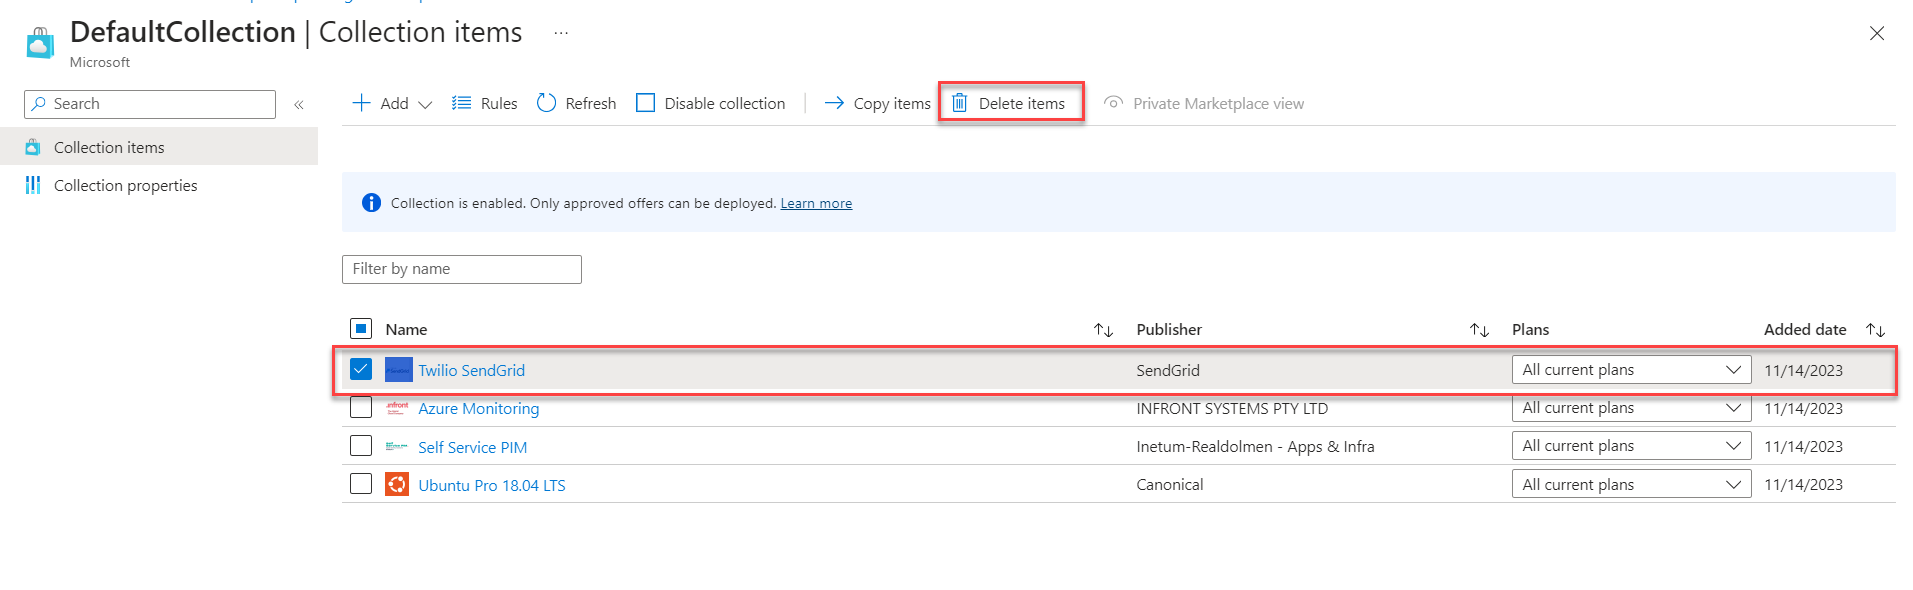 DefaultCollection | Collection items ...
Microsoft
Search «
Add Rules Refresh Disable collection Copy items Delete items Private Marketplace view
Collection items
Collection properties
Collection is enabled. Only approved offers can be deployed. Learn more
Filter by name
Name Publisher Plans Added date
Twilio SendGrid SendGrid All current plans 11/14/2023
Azure Monitoring INFRONT SYSTEMS PTY LTD All current plans 11/14/2023
Self Service PIM Inetum-Realdolmen - Apps & Infra All current plans 11/14/2023
Ubuntu Pro 18.04 LTS Canonical All current plans 11/14/2023